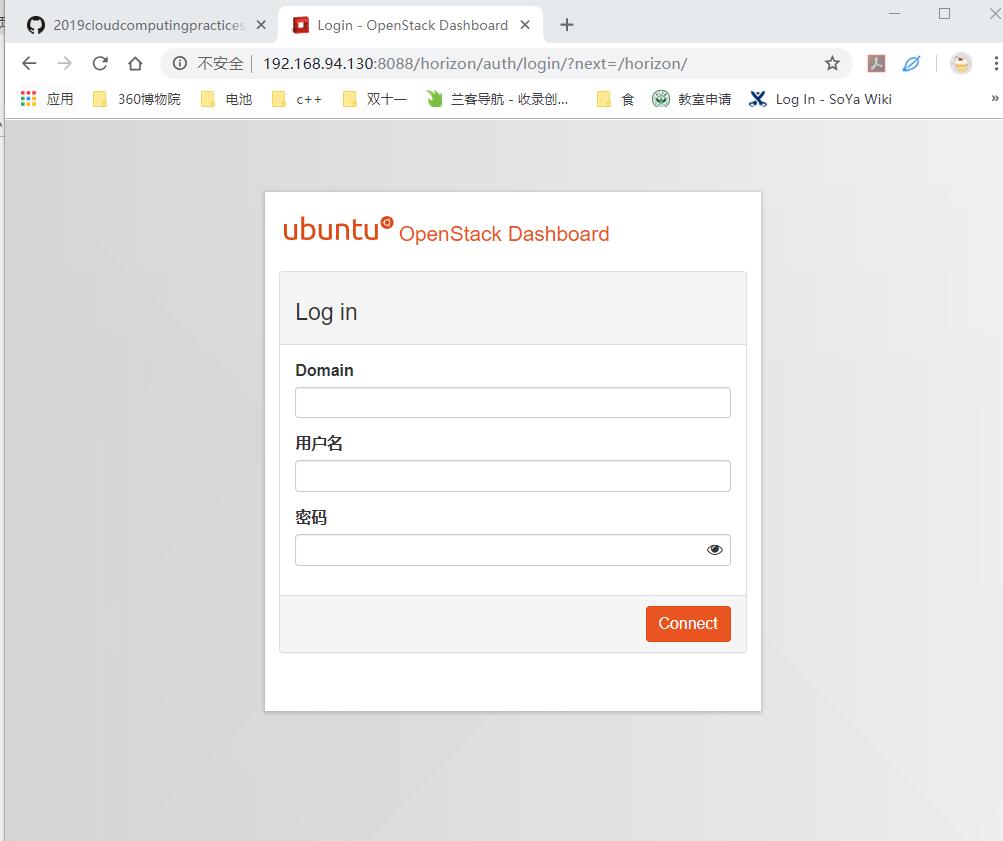 2019cloudcomputingpractices
Login - OpenStack Dashboard
不安全
192.168.94.130:8088/horizon/auth/login/?next=/horizon/
应用
360博物院
电池
c++
双十一
兰客导航 - 收录创...
食
教室申请
Log In - SoYa Wiki
»
ubuntu OpenStack Dashboard
Log in
Domain
用户名
密码
Connect